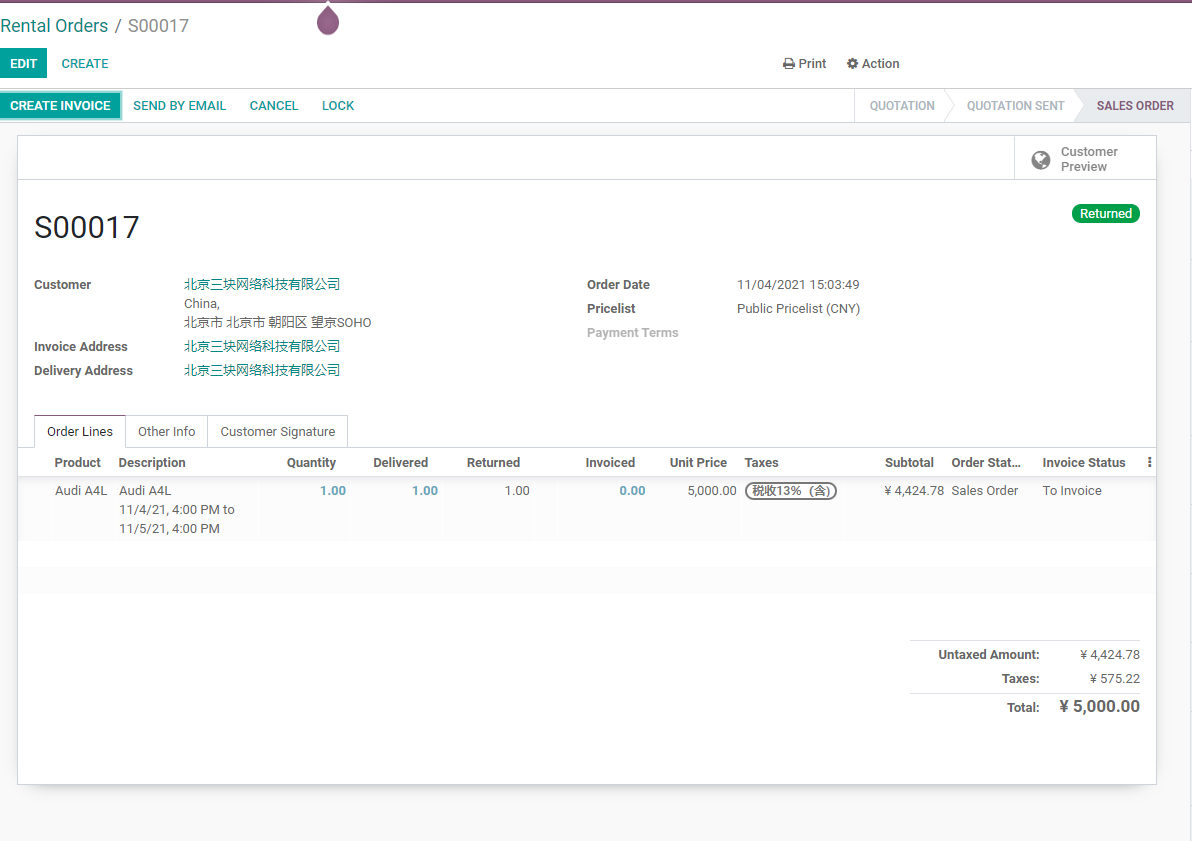 Rental Orders / S00017
EDIT CREATE Print Action
CREATE INVOICE SEND BY EMAIL CANCEL LOCK QUOTATION QUOTATION SENT SALES ORDER
Customer
Preview
Returned
S00017
Customer 北京三块网络科技有限公司 Order Date 11/04/2021 15:03:49
China, Pricelist Public Pricelist (CNY)
北京市 北京市 朝阳区 望京SOHO Payment Terms
Invoice Address 北京三块网络科技有限公司
Delivery Address 北京三块网络科技有限公司
Order Lines Other Info Customer Signature
Product Description Quantity Delivered Returned Invoiced Unit Price Taxes Subtotal Order Stat... Invoice Status
Audi A4L Audi A4L 1.00 1.00 1.00 0.00 5,000.00 税收13%（含） ¥ 4,424.78 Sales Order To Invoice
11/4/21, 4:00 PM to
11/5/21, 4:00 PM
Untaxed Amount: ¥ 4,424.78
Taxes: ¥ 575.22
Total: ¥ 5,000.00